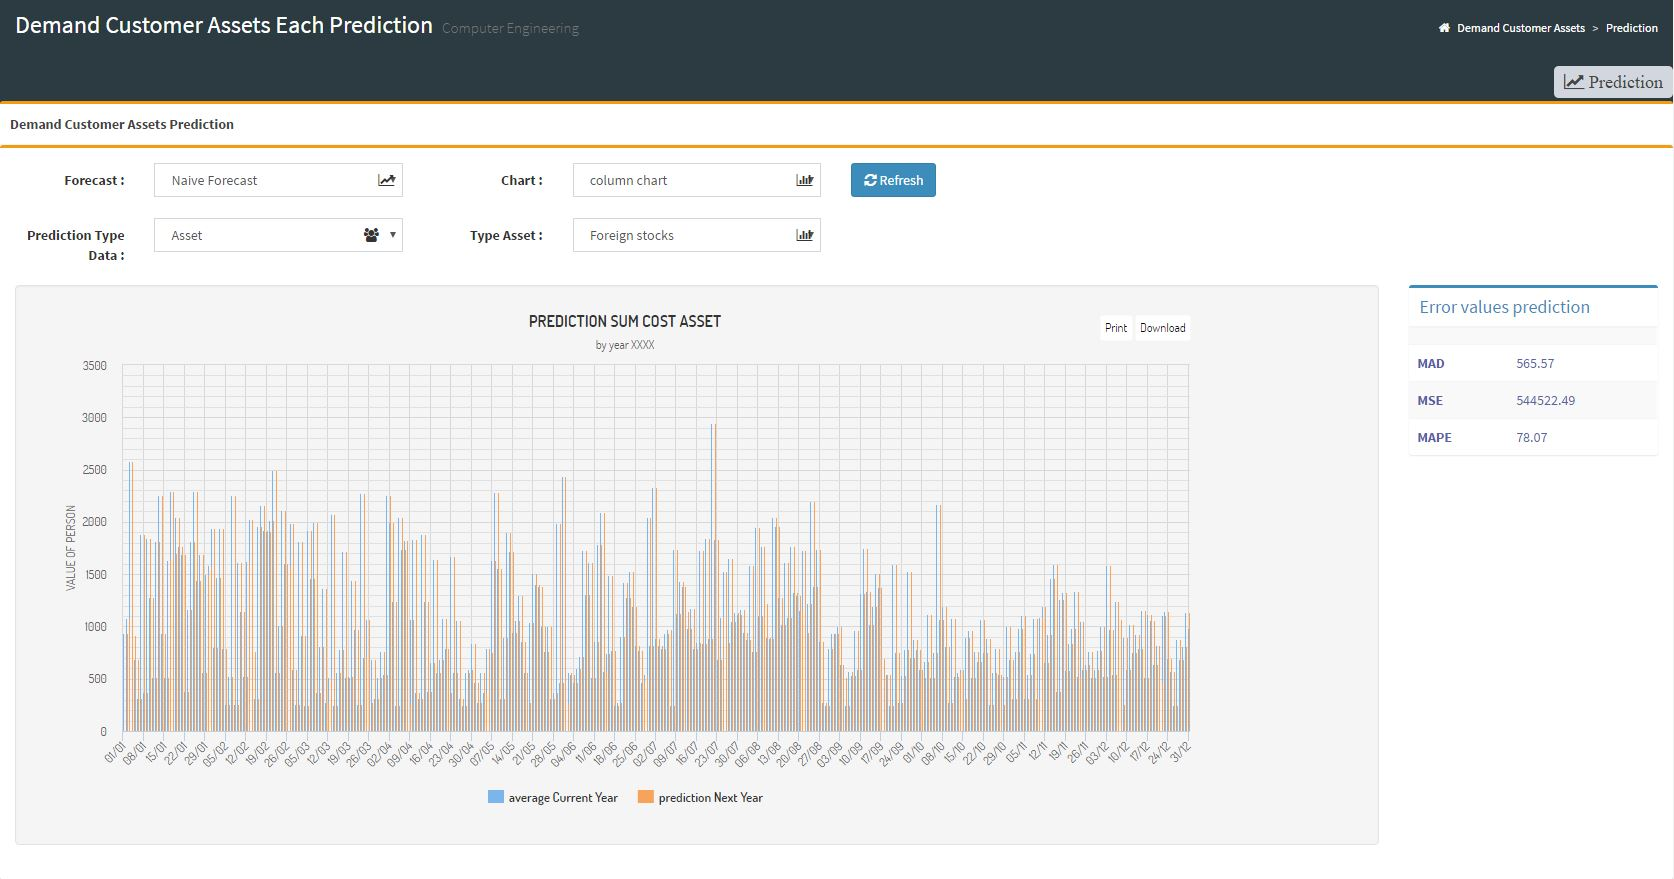 Demand Customer Assets Each Prediction Computer Engineering
Demand Customer Assets > Prediction
Prediction
Demand Customer Assets Prediction
Forecast : Naive Forecast Chart : column chart Refresh
Prediction Type Data : Asset Type Asset : Foreign stocks
PREDICTION SUM COST ASSET
by year XXXX
Print Download
VALUE OF PERSON
3500
3000
2500
2000
1500
1000
500
0
01/01 08/01 15/01 22/01 29/01 05/02 12/02 19/02 26/02 05/03 12/03 19/03 26/03 02/04 09/04 16/04 23/04 30/04 07/05 14/05 21/05 28/05 04/06 11/06 18/06 25/06 02/07 09/07 16/07 23/07 30/07 06/08 13/08 20/08 27/08 03/09 10/09 17/09 24/09 01/10 08/10 15/10 22/10 29/10 05/11 12/11 19/11 26/11 03/12 10/12 17/12 24/12 31/12
average Current Year prediction Next Year
Error values prediction
MAD 565.57
MSE 544522.49
MAPE 78.07